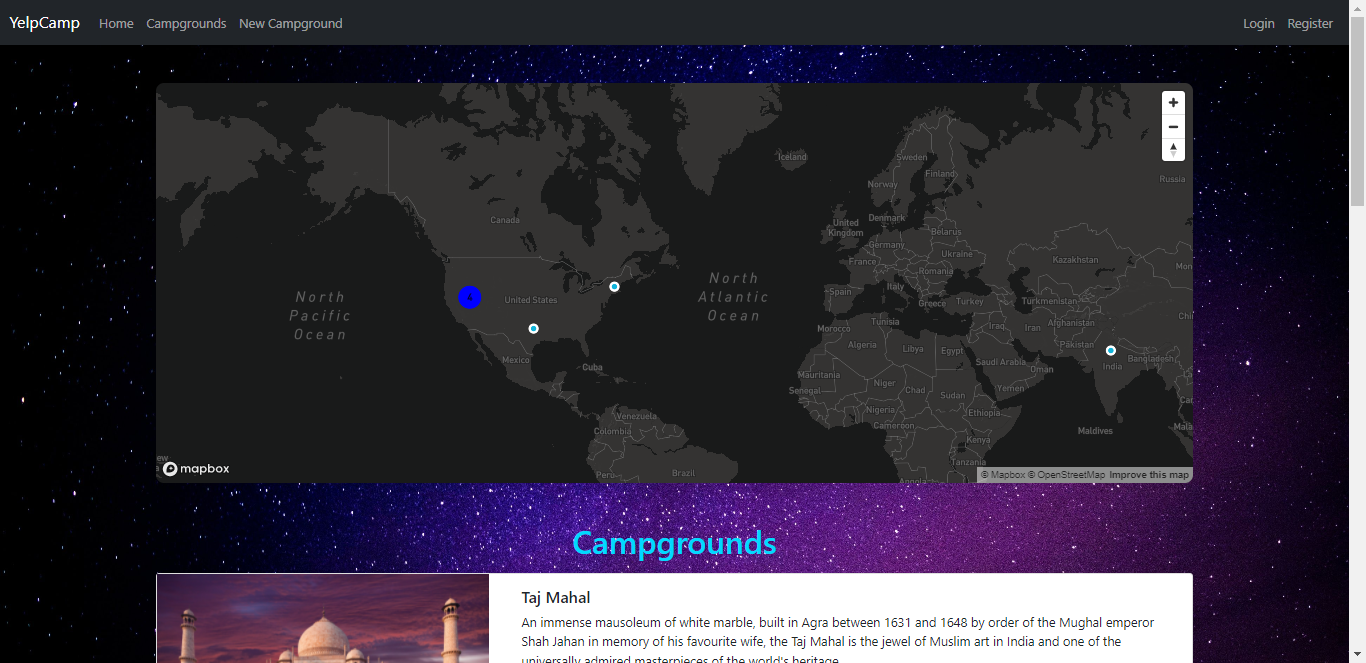 YelpCamp Home Campgrounds New Campground Login Register
Iceland
Sweden
Finland
Russia
Norway
Canada
Denmark
United
Kingdom
Belarus
Germany
Ukraine
France
Kazakhstan
Mon
Romania
North
Atlantic
Ocean
Italy
Spain
North
Pacific
Ocean
4
United States
Greece
Turkey
Turkmenistan
Chi
Tunisia
Morocco
Iraq
Iran
Afghanistan
Algeria
Libya
Egypt
Pakistan
Mexico
Cuba
Saudi Arabia
Oman
India
Bangladesh
Mauritania
Niger
Chad
Sudan
Yemen
Senegal
Ca
Nigeria
Ethiopia
Venezuela
Colombia
Cameroon
Kenya
Maldives
Mala
ew
Tanzania
Peru
Brazil
Angola
mapbox
© Mapbox © OpenStreetMap Improve this map
Campgrounds
Taj Mahal
An immense mausoleum of white marble, built in Agra between 1631 and 1648 by order of the Mughal emperor
Shah Jahan in memory of his favourite wife, the Taj Mahal is the jewel of Muslim art in India and one of the
universally admired masterpieces of the world's heritage.